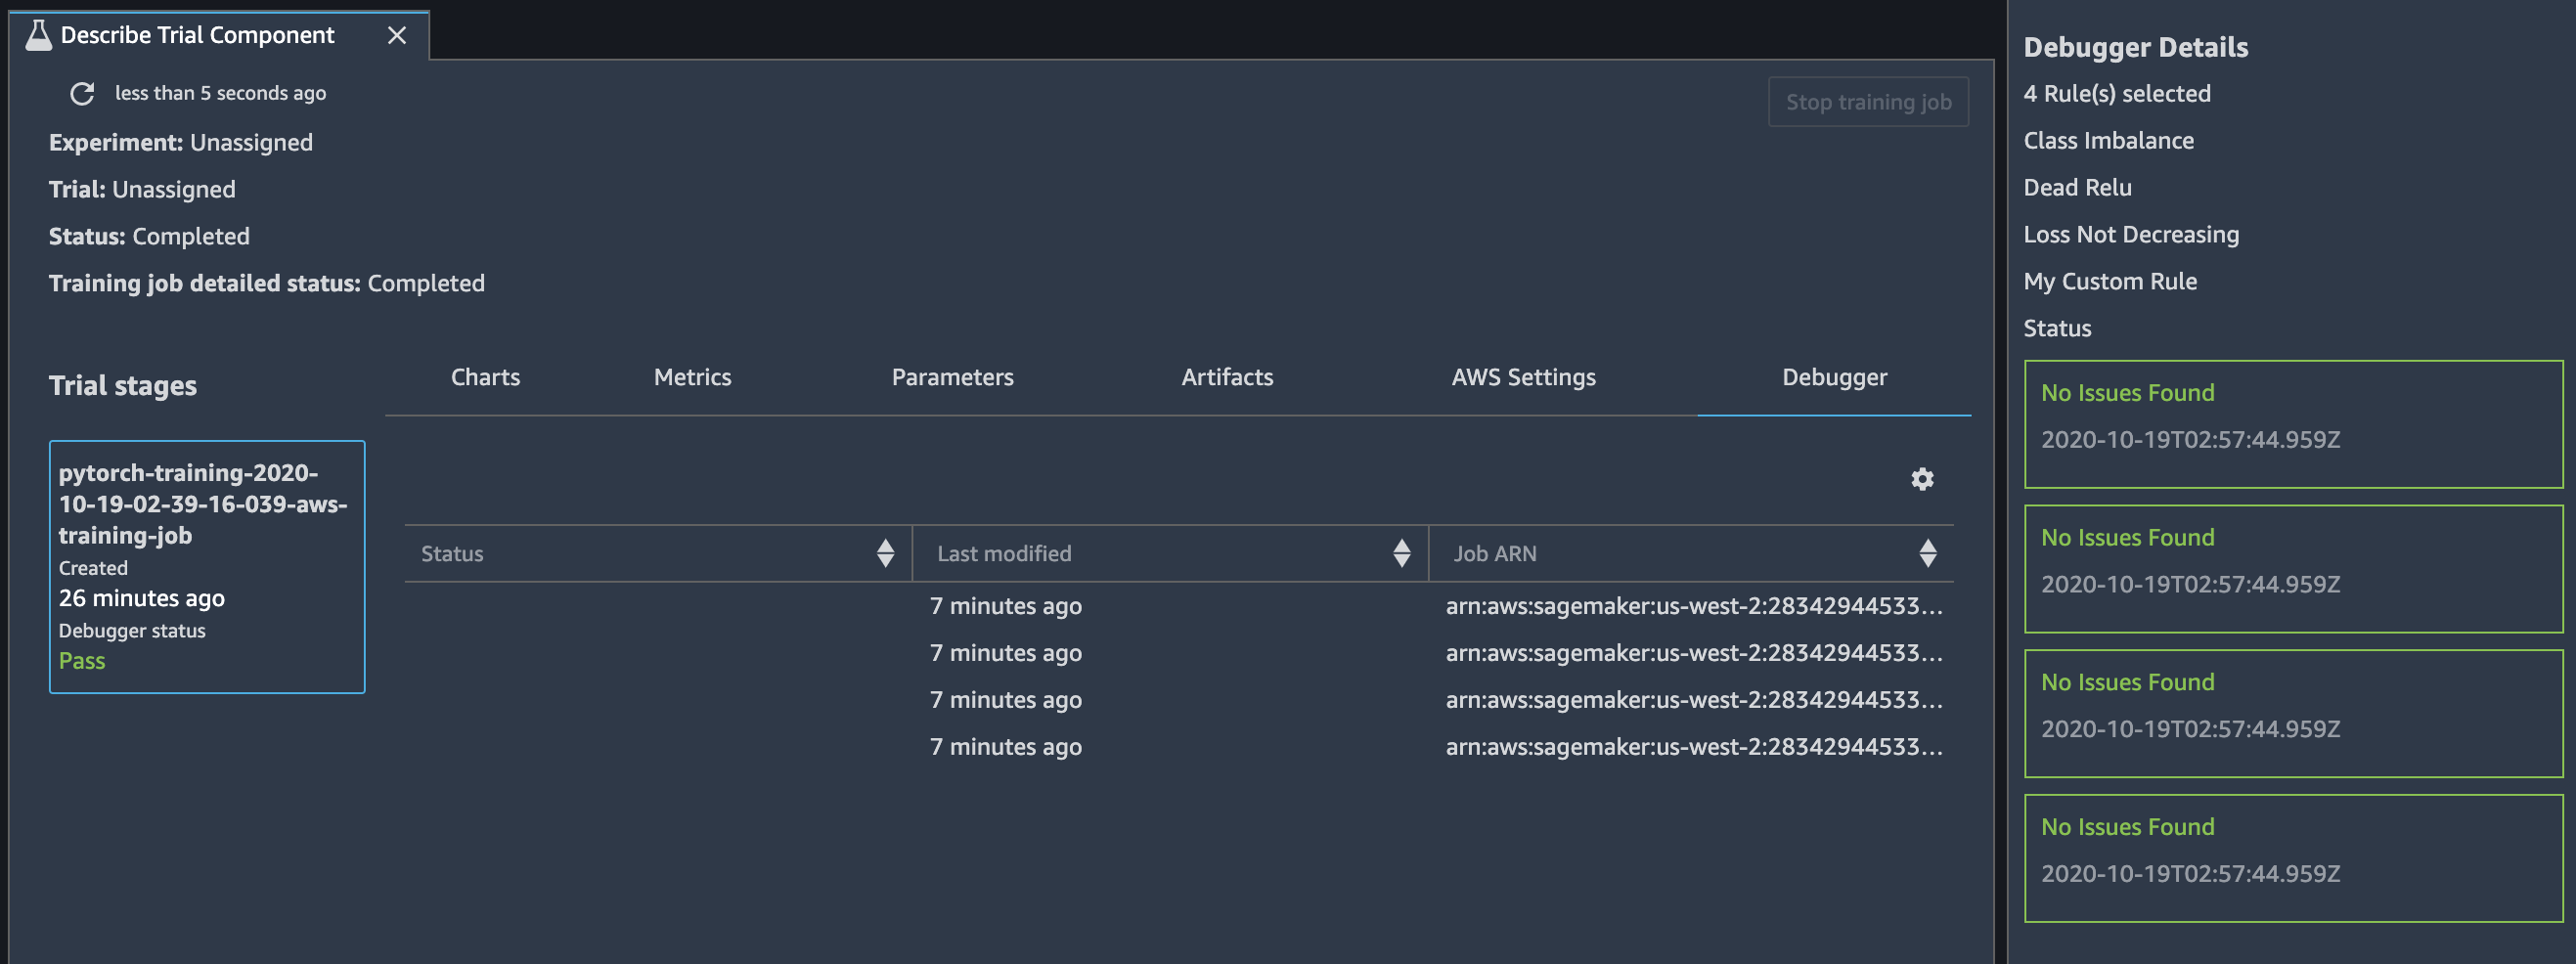 Describe Trial Component
less than 5 seconds ago
Stop training job
Experiment: Unassigned
Trial: Unassigned
Status: Completed
Training job detailed status: Completed
Trial stages
pytorch-training-2020-
10-19-02-39-16-039-aws-
training-job
Created
26 minutes ago
Debugger status
Pass
Charts Metrics Parameters Artifacts AWS Settings Debugger
Status Last modified Job ARN
7 minutes ago arn:aws:sagemaker:us-west-2:28342944533...
7 minutes ago arn:aws:sagemaker:us-west-2:28342944533...
7 minutes ago arn:aws:sagemaker:us-west-2:28342944533...
7 minutes ago arn:aws:sagemaker:us-west-2:28342944533...
Debugger Details
4 Rule(s) selected
Class Imbalance
Dead Relu
Loss Not Decreasing
My Custom Rule
Status
No Issues Found
2020-10-19T02:57:44.959Z
No Issues Found
2020-10-19T02:57:44.959Z
No Issues Found
2020-10-19T02:57:44.959Z
No Issues Found
2020-10-19T02:57:44.959Z